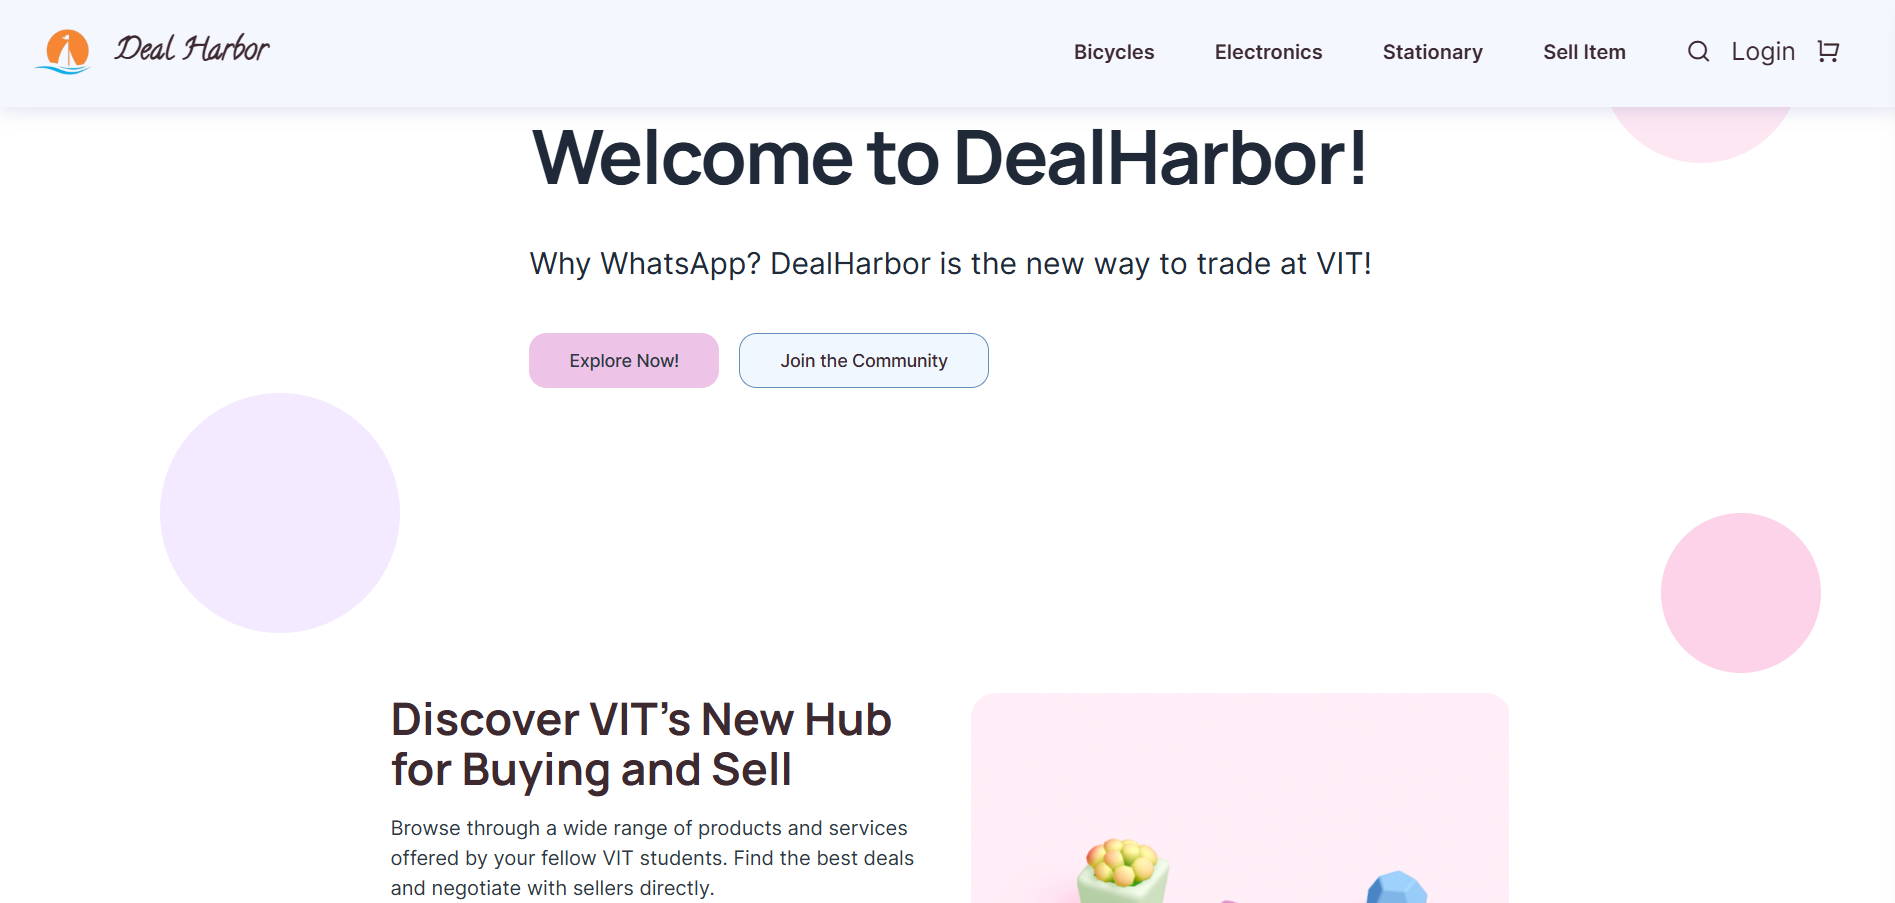 Deal Harbor
Bicycles
Electronics
Stationary
Sell Item
Login
Welcome to DealHarbor!
Why WhatsApp? DealHarbor is the new way to trade at VIT!
Explore Now!
Join the Community
Discover VIT’s New Hub
for Buying and Sell
Browse through a wide range of products and services
offered by your fellow VIT students. Find the best deals
and negotiate with sellers directly.